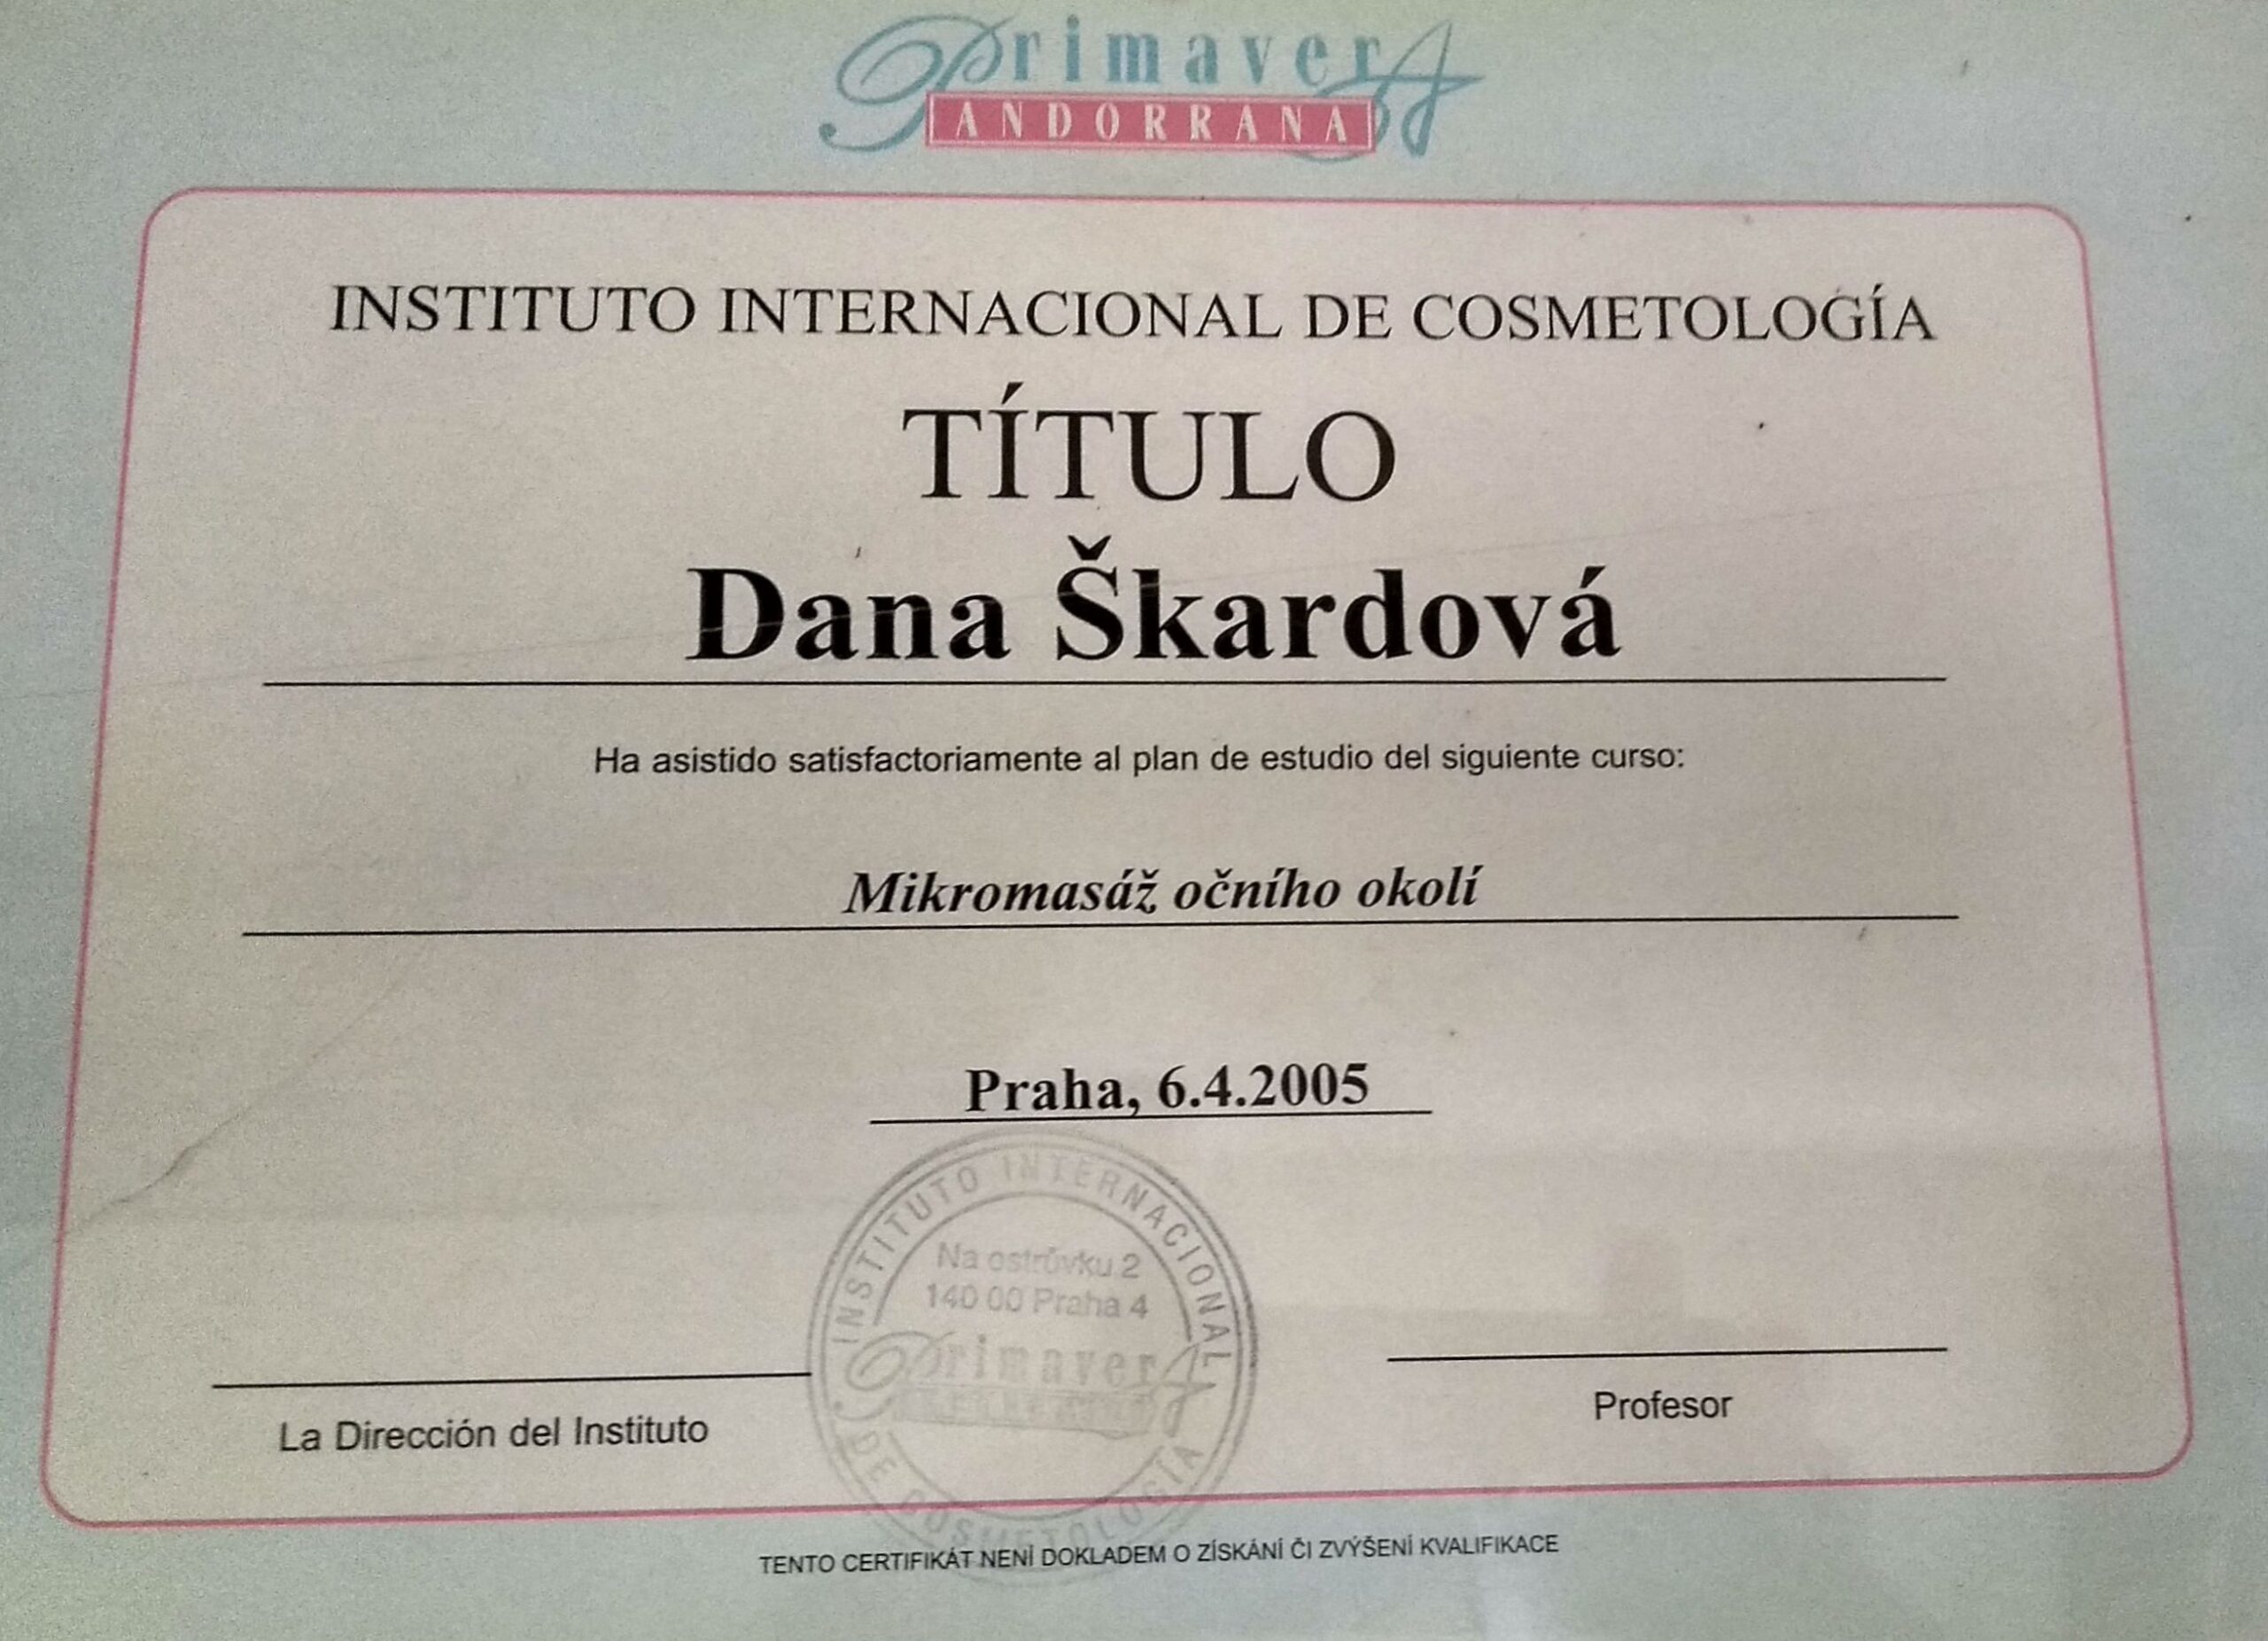 PrimaverA
ANDORRANA
INSTITUTO INTERNACIONAL DE COSMETOLOGÍA
TÍTULO
Dana Škardová
Ha asistido satisfactoriamente al plan de estudio del siguiente curso:
Mikromasáž očního okolí
Praha, 6.4.2005
INSTITUTO INTERNACIONAL
Na ostrůvku 2
140 00 Praha 4
PrimaverA
DE COSMETOLOGÍA
La Dirección del Instituto
Profesor
TENTO CERTIFIKÁT NENÍ DOKLADEM O ZÍSKÁNÍ ČI ZVÝŠENÍ KVALIFIKACE